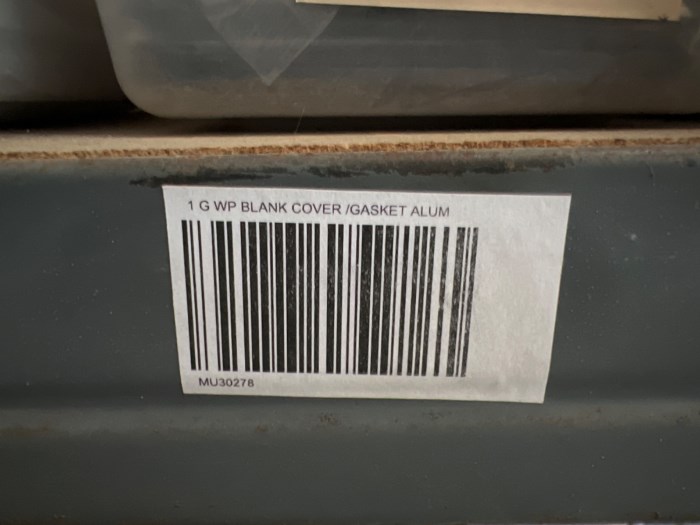 1 G WP BLANK COVER /GASKET ALUM
MU30278